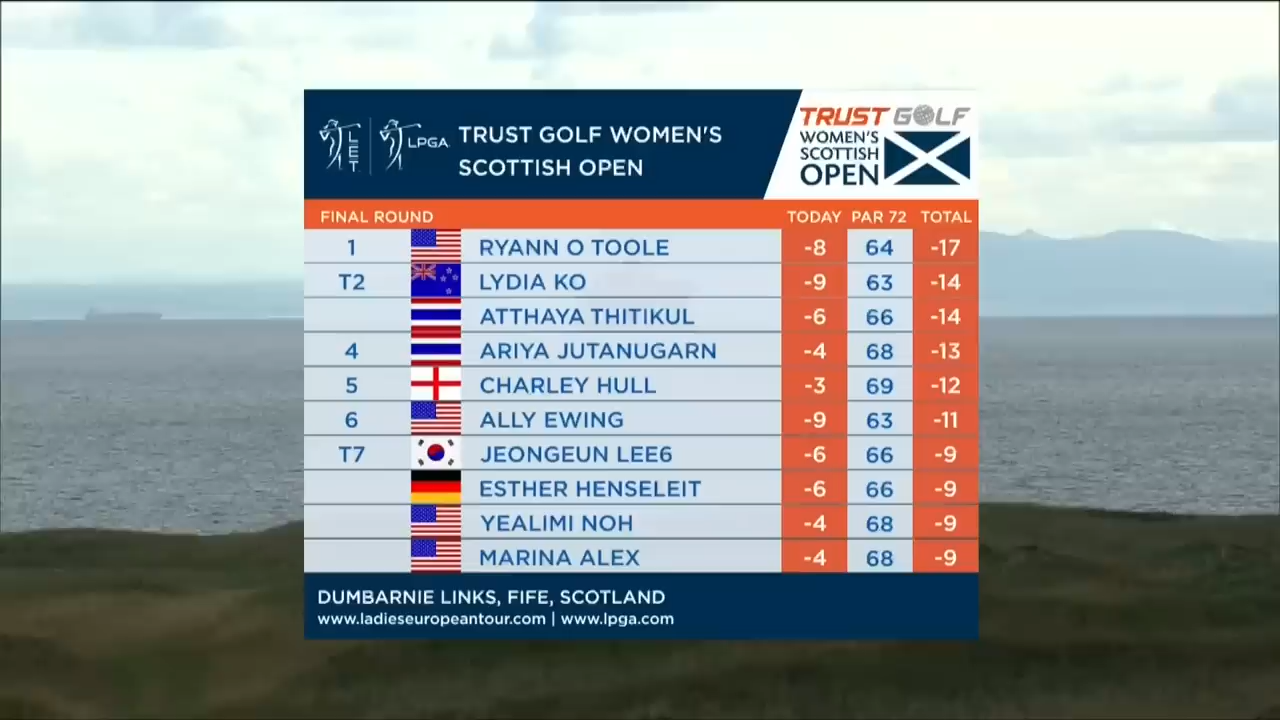 LET
LPGA
TRUST GOLF WOMEN'S
SCOTTISH OPEN
TRUST GOLF
WOMEN'S
SCOTTISH
OPEN
FINAL ROUND TODAY PAR 72 TOTAL
1 RYANN O TOOLE -8 64 -17
T2 LYDIA KO -9 63 -14
ATTHAYA THITIKUL -6 66 -14
4 ARIYA JUTANUGARN -4 68 -13
5 CHARLEY HULL -3 69 -12
6 ALLY EWING -9 63 -11
T7 JEONGEUN LEE6 -6 66 -9
ESTHER HENSELEIT -6 66 -9
YEALIMI NOH -4 68 -9
MARINA ALEX -4 68 -9
DUMBARNIE LINKS, FIFE, SCOTLAND
www.ladieseuropeantour.com | www.lpga.com